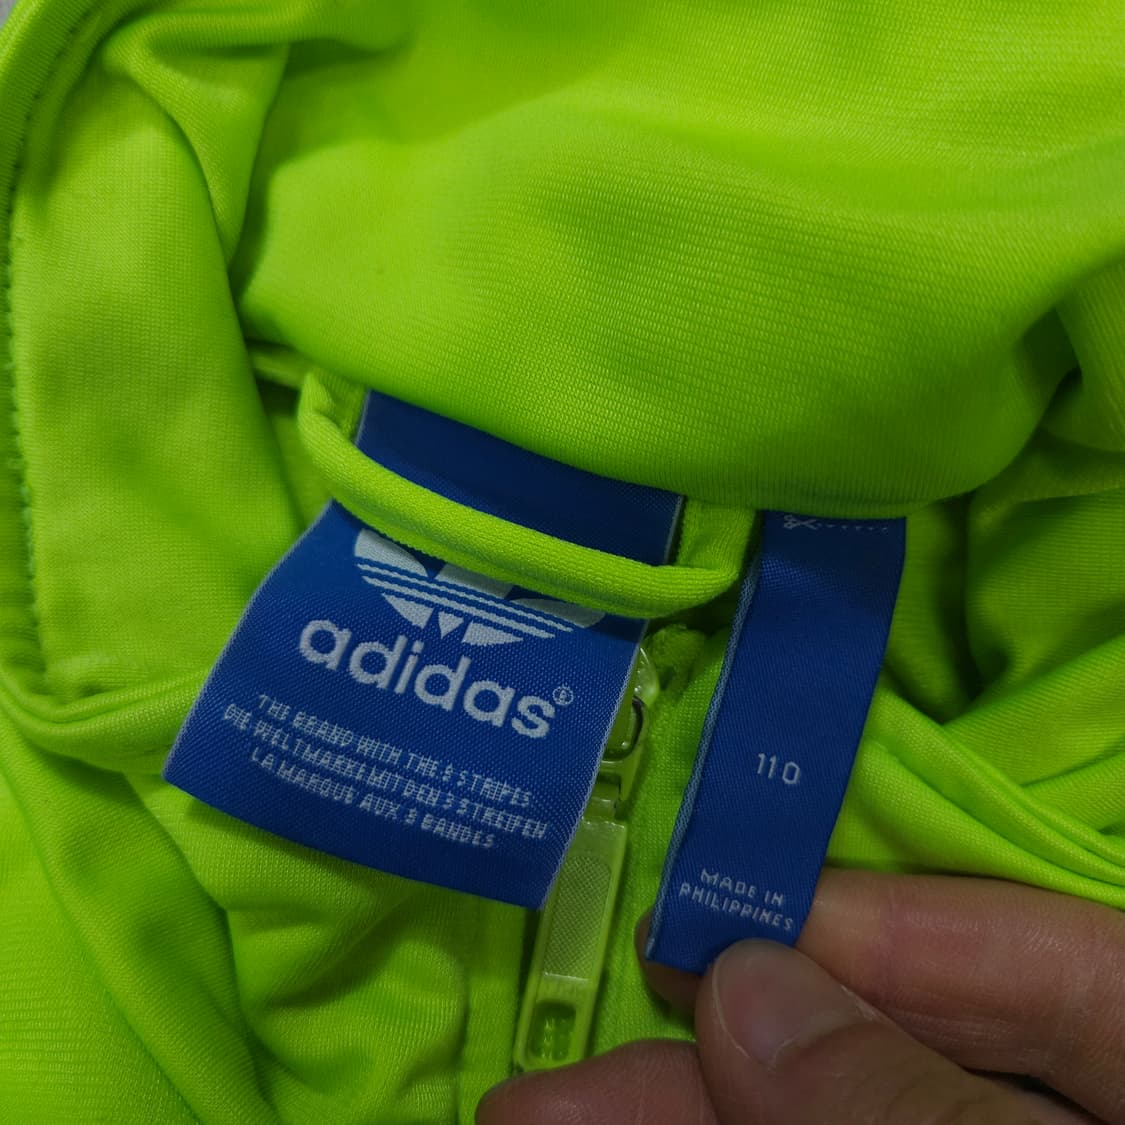 adidas®
THE BRAND WITH THE 3 STRIPES
DIE WELTMARKE MIT DEN 3 STREIFEN
LA MARQUE AUX 3 BANDES
110
MADE IN
PHILIPPINES